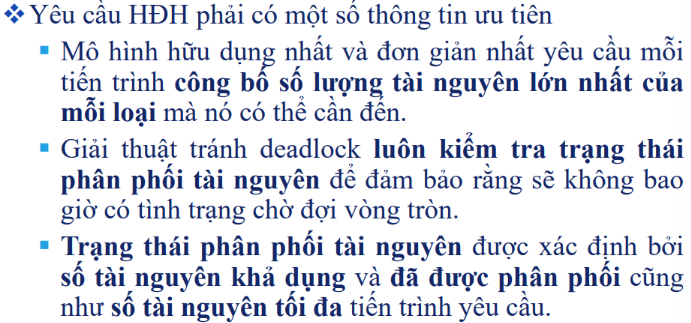 ❖ Yêu cầu HĐH phải có một số thông tin ưu tiên
▪ Mô hình hữu dụng nhất và đơn giản nhất yêu cầu mỗi
tiến trình công bố số lượng tài nguyên lớn nhất của
mỗi loại mà nó có thể cần đến.
▪ Giải thuật tránh deadlock luôn kiểm tra trạng thái
phân phối tài nguyên để đảm bảo rằng sẽ không bao
giờ có tình trạng chờ đợi vòng tròn.
▪ Trạng thái phân phối tài nguyên được xác định bởi
số tài nguyên khả dụng và đã được phân phối cũng
như số tài nguyên tối đa tiến trình yêu cầu.